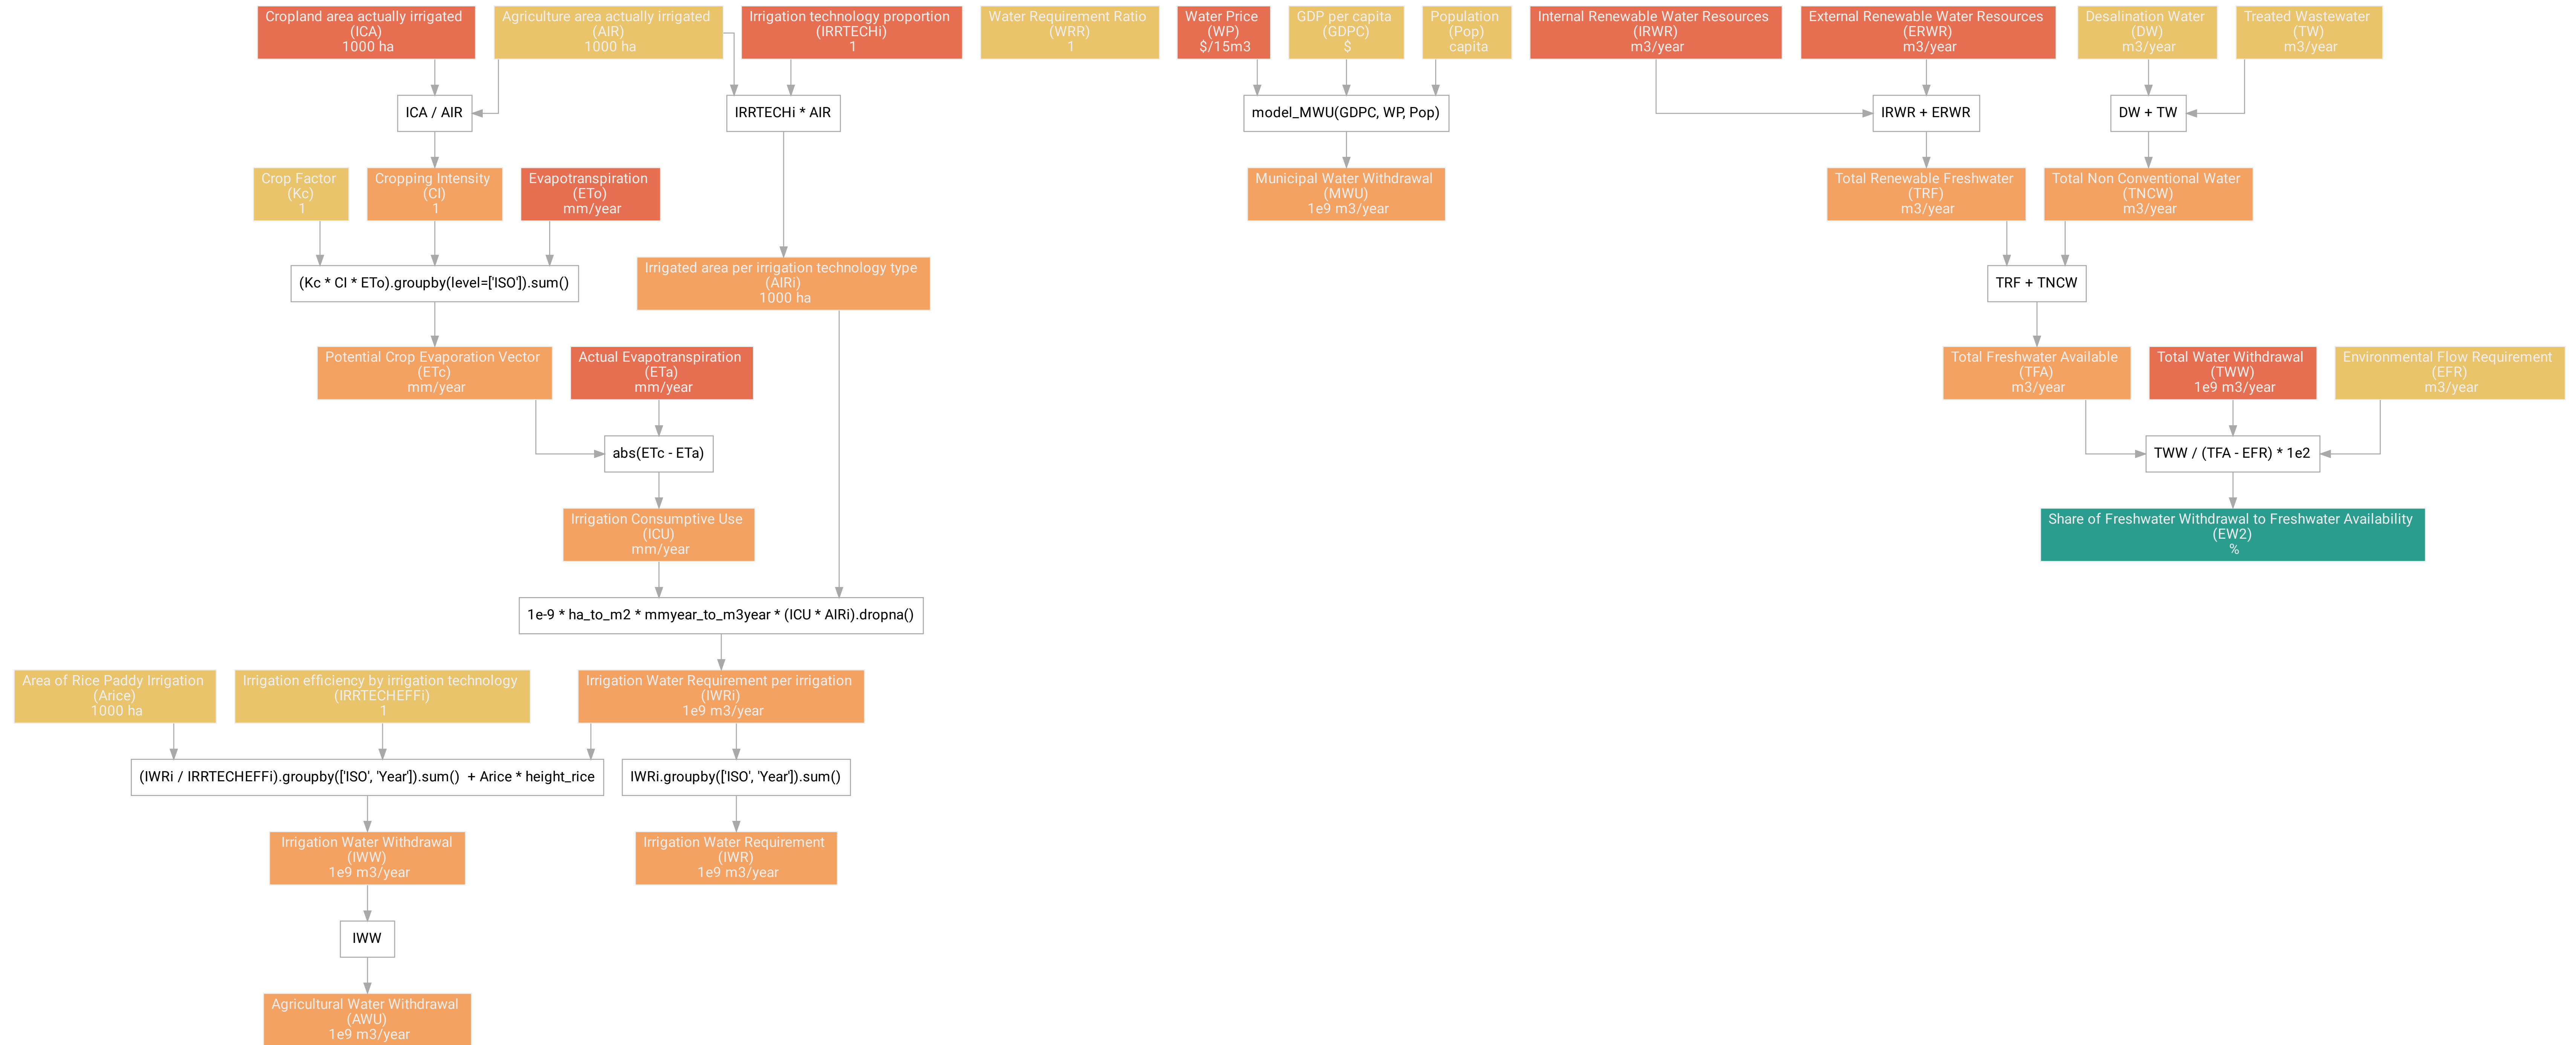 Cropland area actually irrigated
(ICA)
1000 ha
Agriculture area actually irrigated
(AIR)
1000 ha
Irrigation technology proportion
(IRRTECHi)
1
Water Requirement Ratio
(WRR)
1
Water Price
(WP)
$/15m3
GDP per capita
(GDPC)
$
Population
(Pop)
capita
Internal Renewable Water Resources
(IRWR)
m3/year
External Renewable Water Resources
(ERWR)
m3/year
Desalination Water
(DW)
m3/year
Treated Wastewater
(TW)
m3/year
ICA / AIR
IRRTECHi * AIR
model_MWU(GDPC, WP, Pop)
IRWR + ERWR
DW + TW
Crop Factor
(Kc)
1
Cropping Intensity
(CI)
1
Evapotranspiration
(ETo)
mm/year
Municipal Water Withdrawal
(MWU)
1e9 m3/year
Total Renewable Freshwater
(TRF)
m3/year
Total Non Conventional Water
(TNCW)
m3/year
(Kc * CI * ETo).groupby(level=['ISO']).sum()
Irrigated area per irrigation technology type
(AIRi)
1000 ha
TRF + TNCW
Potential Crop Evaporation Vector
(ETc)
mm/year
Actual Evapotranspiration
(ETa)
mm/year
Total Freshwater Available
(TFA)
m3/year
Total Water Withdrawal
(TWW)
1e9 m3/year
Environmental Flow Requirement
(EFR)
m3/year
abs(ETc - ETa)
TWW / (TFA - EFR) * 1e2
Irrigation Consumptive Use
(ICU)
mm/year
Share of Freshwater Withdrawal to Freshwater Availability
(EW2)
%
1e-9 * ha_to_m2 * mmyear_to_m3year * (ICU * AIRi).dropna()
Area of Rice Paddy Irrigation
(Arice)
1000 ha
Irrigation efficiency by irrigation technology
(IRRTECHEFFi)
1
Irrigation Water Requirement per irrigation
(IWRi)
1e9 m3/year
(IWRi / IRRTECHEFFi).groupby(['ISO', 'Year']).sum()  + Arice * height_rice
IWRi.groupby(['ISO', 'Year']).sum()
Irrigation Water Withdrawal
(IWW)
1e9 m3/year
Irrigation Water Requirement
(IWR)
1e9 m3/year
IWW
Agricultural Water Withdrawal
(AWU)
1e9 m3/year